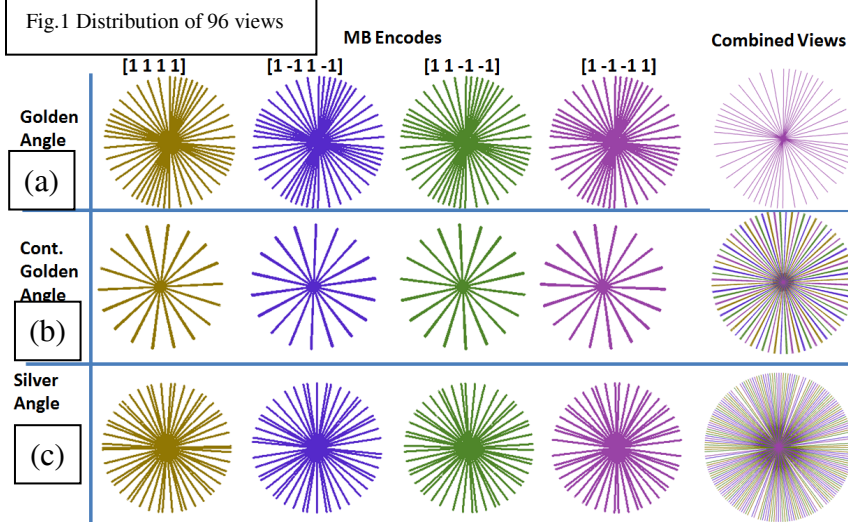 Fig.1 Distribution of 96 views
MB Encodes
Combined Views
[1 1 1 1]
[1 -1 1 -1]
[1 1 -1 -1]
[1 -1 -1 1]
Golden
Angle
(a)
Cont.
Golden
Angle
(b)
Silver
Angle
(c)